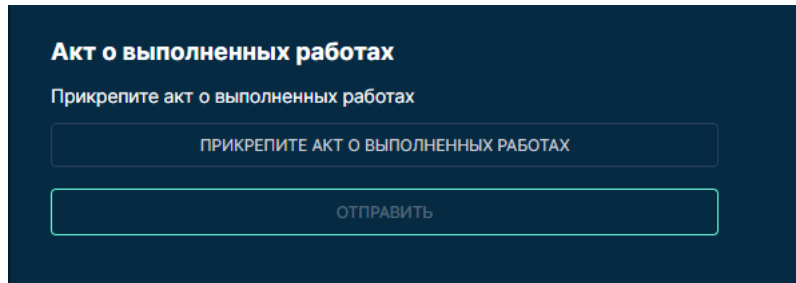 Акт о выполненных работах
Прикрепите акт о выполненных работах
ПРИКРЕПИТЕ АКТ О ВЫПОЛНЕННЫХ РАБОТАХ
ОТПРАВИТЬ